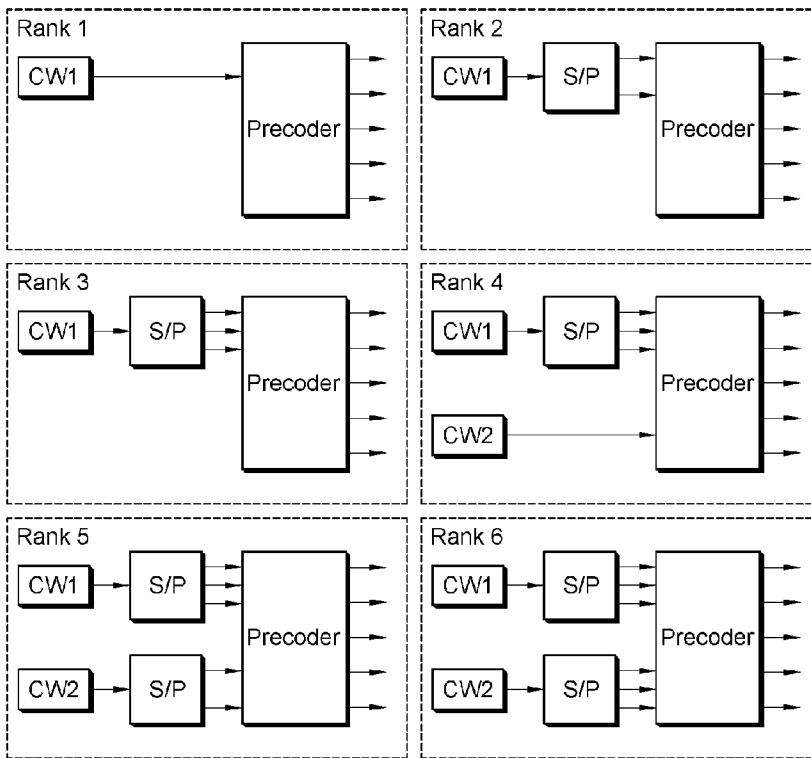 Rank 1
CW1
Precoder
Rank 2
CW1
S/P
Precoder
Rank 3
CW1
S/P
Precoder
Rank 4
CW1
S/P
Precoder
CW2
Rank 5
CW1
S/P
Precoder
CW2
S/P
Rank 6
CW1
S/P
Precoder
CW2
S/P